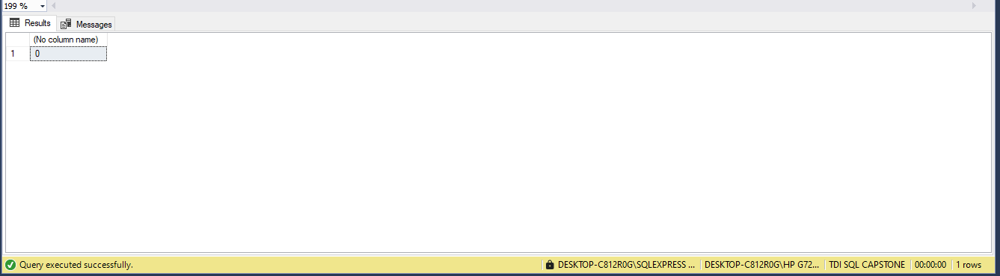 199 %
Results Messages
(No column name)
1 0
Query executed successfully. DESKTOP-C812R0G\SQLEXPRESS ... DESKTOP-C812R0G\HP G72... TDI SQL CAPSTONE 00:00:00 1 rows